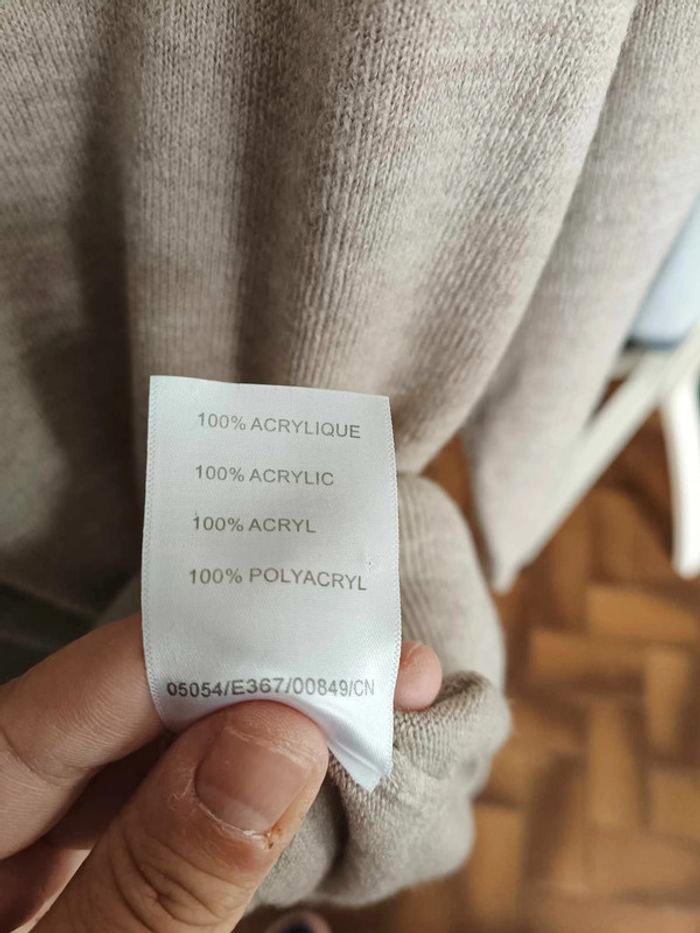 100% ACRYLIQUE
100% ACRYLIC
100% ACRYL
100% POLYACRYL
05054/E367/00849/CN